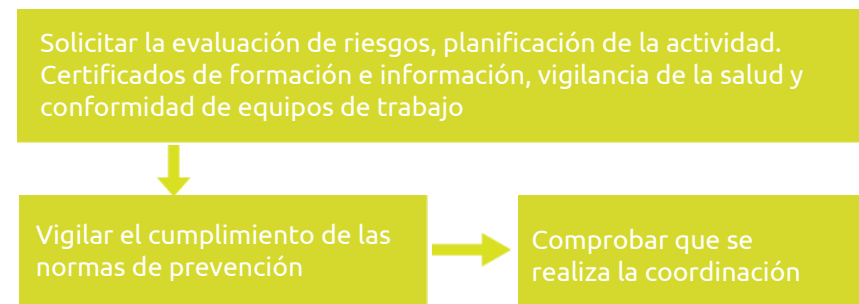 Solicitar la evaluación de riesgos, planificación de la actividad.
Certificados de formación e información, vigilancia de la salud y
conformidad de equipos de trabajo
Vigilar el cumplimiento de las
normas de prevención
Comprobar que se
realiza la coordinación